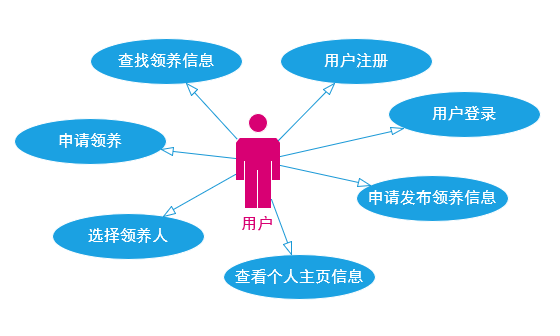 查找领养信息
用户注册
用户登录
申请领养
申请发布领养信息
用户
选择领养人
查看个人主页信息